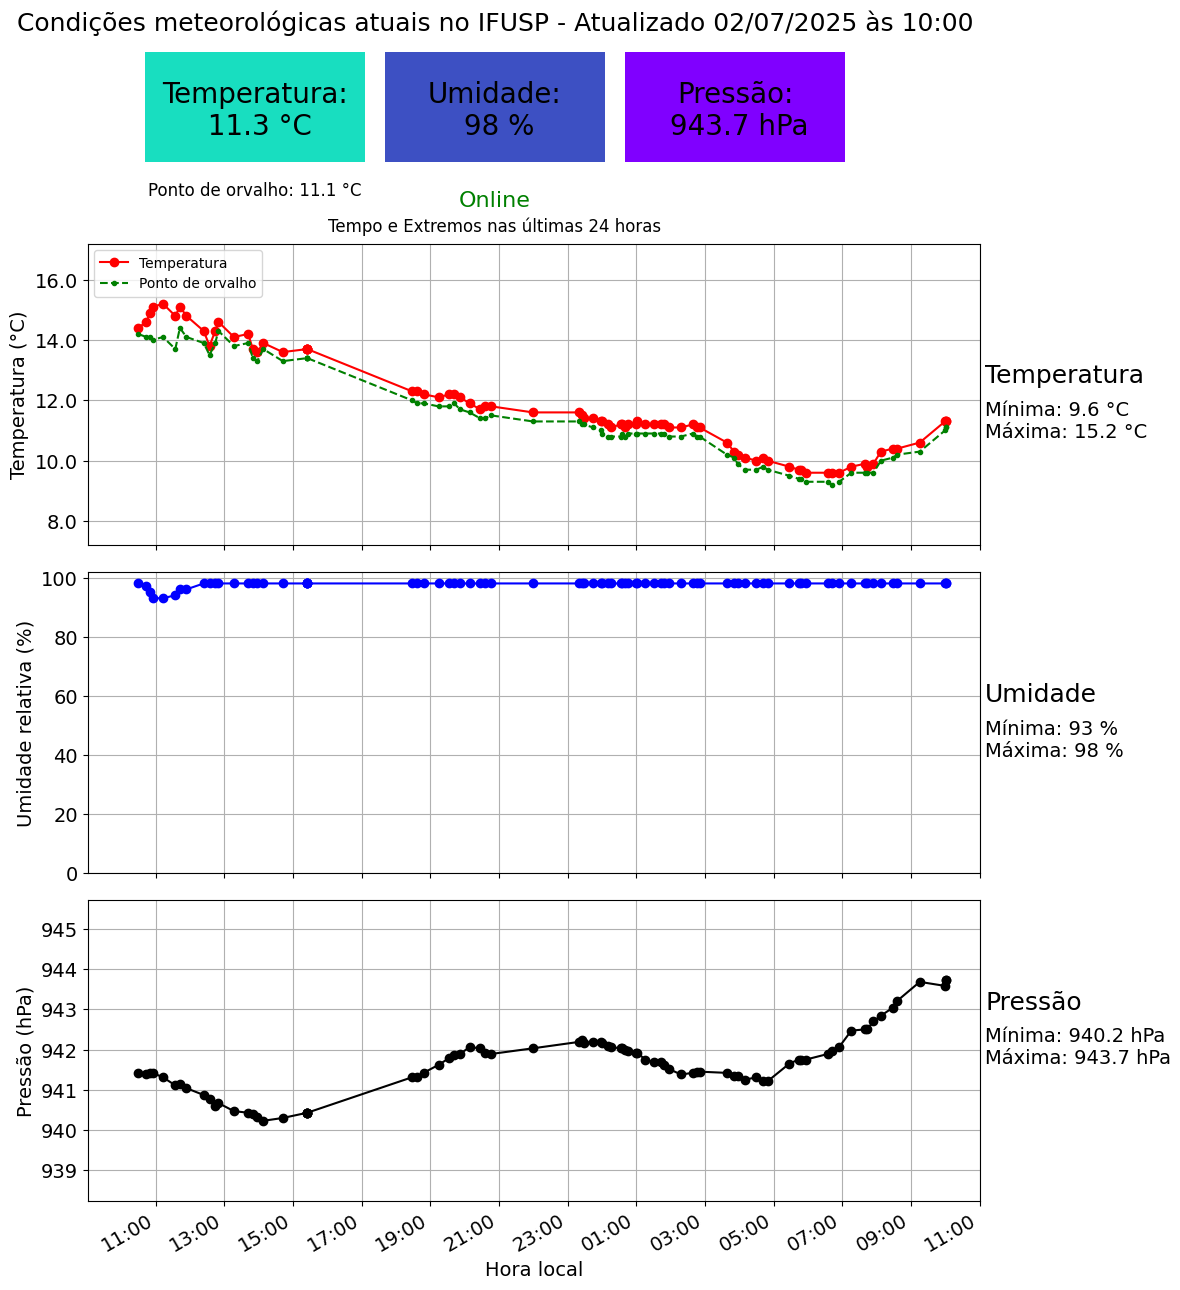 Condições meteorológicas atuais no IFUSP - Atualizado 02/07/2025 às 10:00
Temperatura:
11.3 °C
Umidade:
98 %
Pressão:
943.7 hPa
Ponto de orvalho: 11.1 °C
Online
Tempo e Extremos nas últimas 24 horas
Temperatura
Ponto de orvalho
16.0
14.0
12.0
10.0
8.0
Temperatura (°C)
Temperatura
Mínima: 9.6 °C
Máxima: 15.2 °C
100
80
60
40
20
0
Umidade relativa (%)
Umidade
Mínima: 93 %
Máxima: 98 %
945
944
943
942
941
940
939
Pressão (hPa)
Pressão
Mínima: 940.2 hPa
Máxima: 943.7 hPa
11:00 13:00 15:00 17:00 19:00 21:00 23:00 01:00 03:00 05:00 07:00 09:00 11:00
Hora local